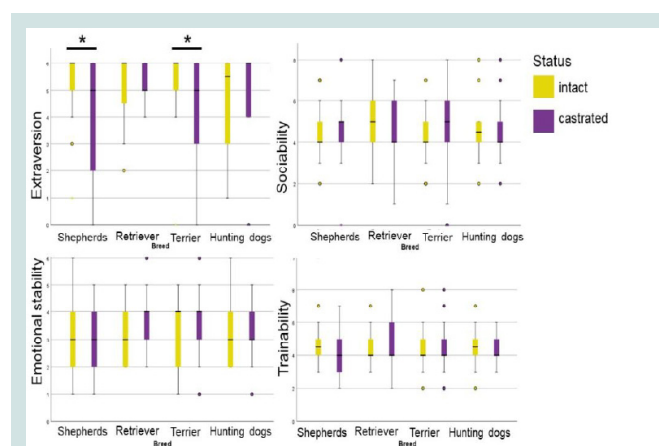 * *
Extraversion
Shepherds Retriever Terrier Hunting dogs
Breed
Sociability
Shepherds Retriever Terrier Hunting dogs
Breed
Status
intact
castrated
Emotional stability
Shepherds Retriever Terrier Hunting dogs
Breed
Trainability
Shepherds Retriever Terrier Hunting dogs
Breed